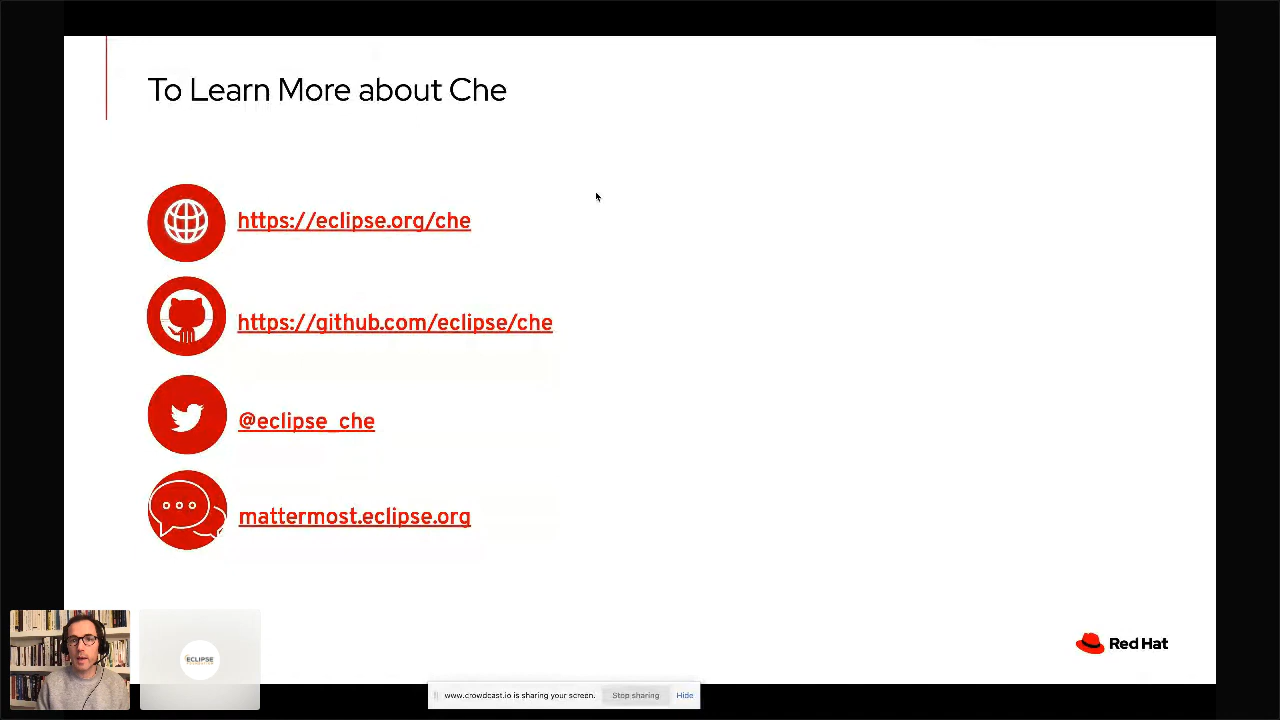 To Learn More about Che
https://eclipse.org/che
https://github.com/eclipse/che
@eclipse_che
mattermost.eclipse.org
ECLIPSE
Red Hat
www.crowdcast.io is sharing your screen.
Stop sharing
Hide